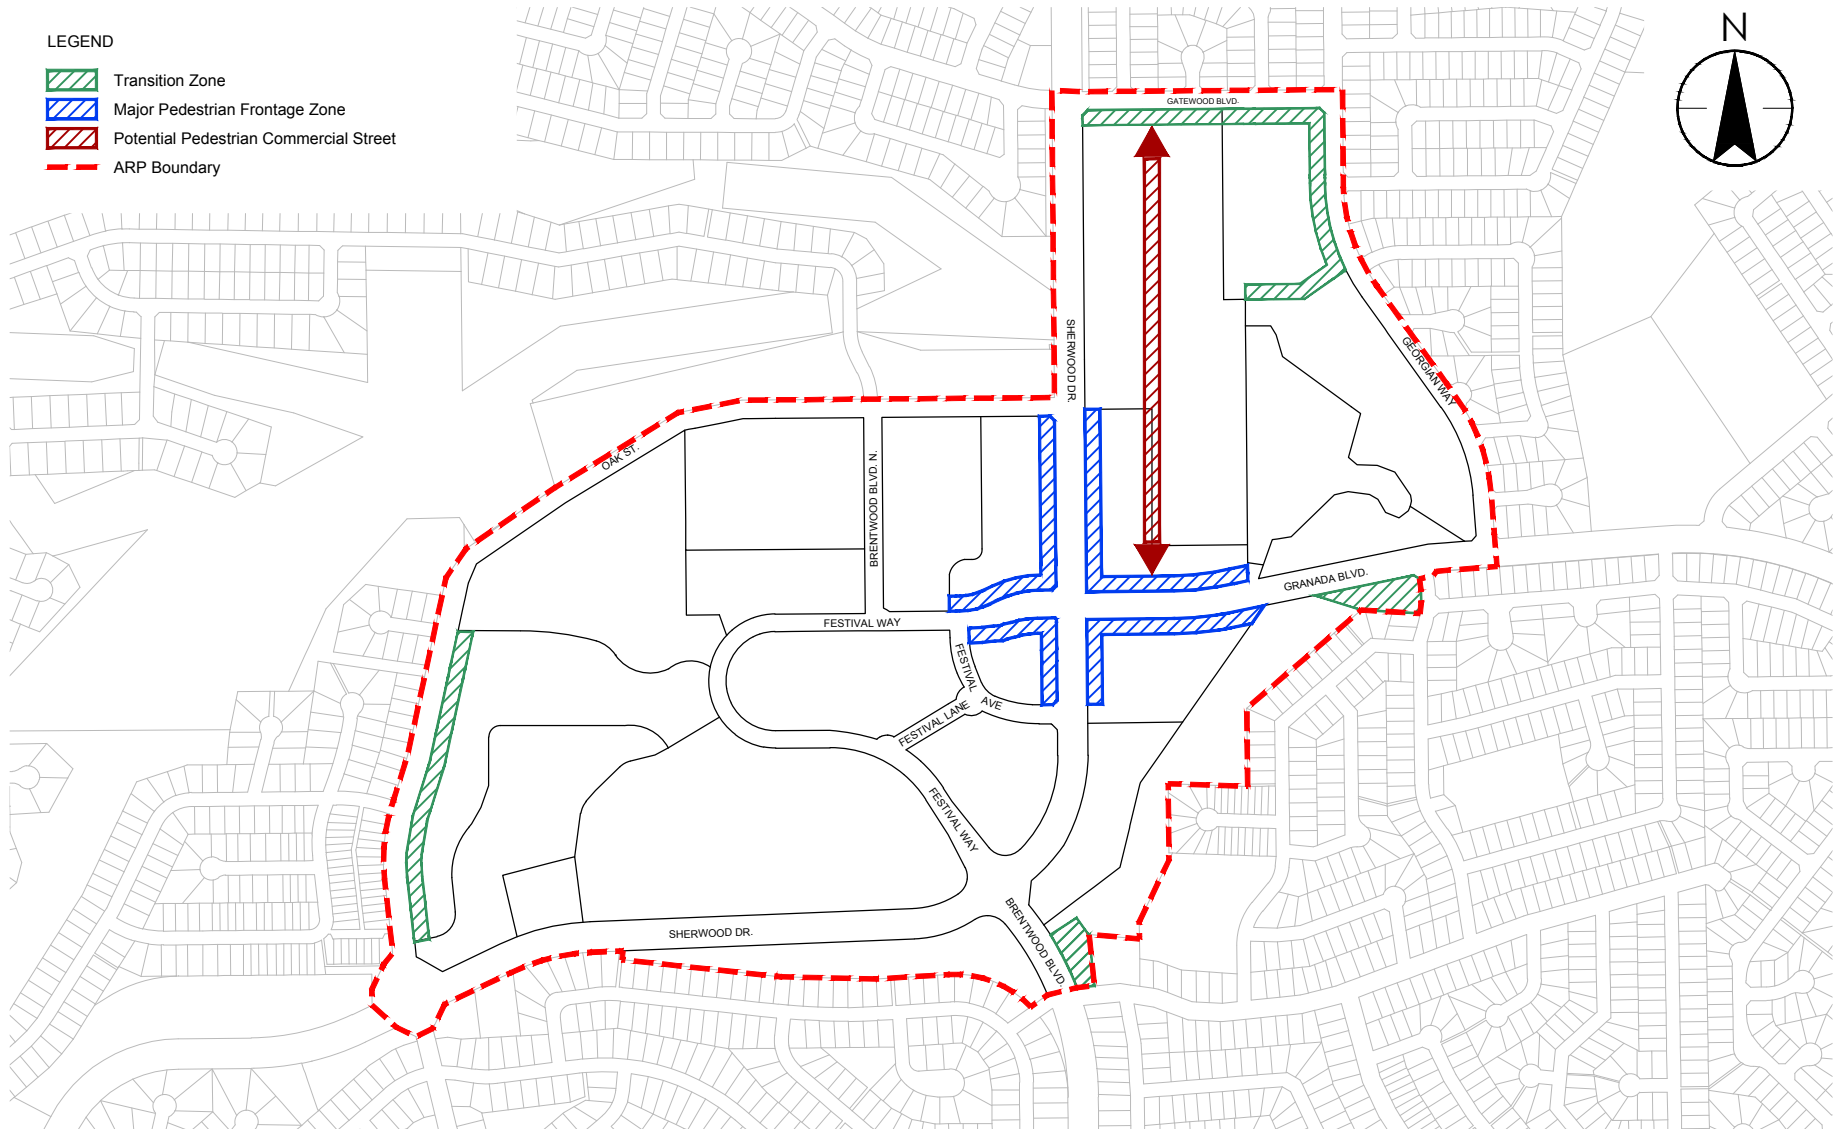 LEGEND
Transition Zone
Major Pedestrian Frontage Zone
Potential Pedestrian Commercial Street
ARP Boundary
N
GATEWOOD BLVD.
SHERWOOD DR.
GEORGIAN WAY
OAK ST.
BRENTWOOD BLVD. N.
GRANADA BLVD.
FESTIVAL WAY
FESTIVAL
AVE
FESTIVAL LANE
FESTIVAL WAY
BRENTWOOD BLVD.
SHERWOOD DR.